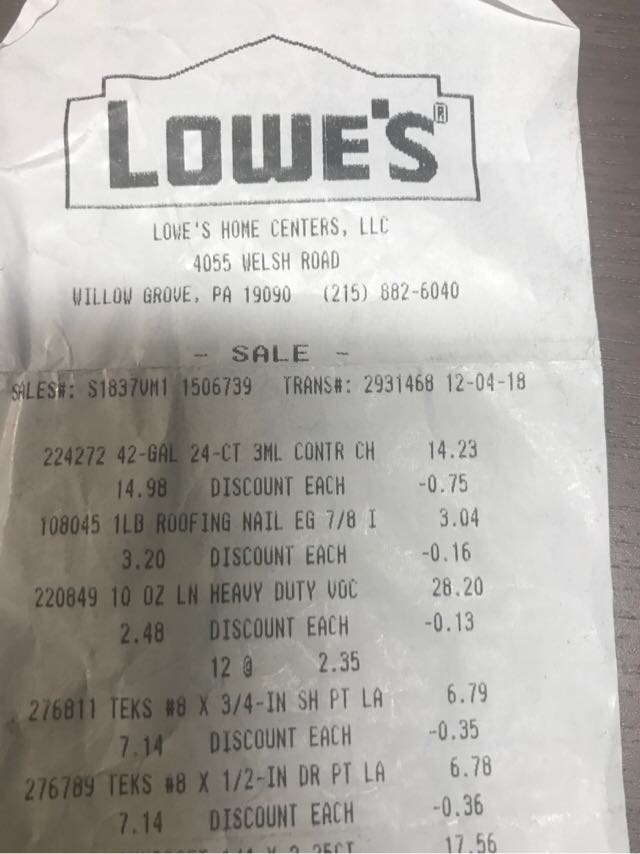 LOWE'S®
LOWE'S HOME CENTERS, LLC
4055 WELSH ROAD
WILLOW GROVE, PA 19090 (215) 882-6040
- SALE -
SALES#: S1837VM1 1506739 TRANS#: 2931468 12-04-18
224272 42-GAL 24-CT 3ML CONTR CH 14.23
14.98 DISCOUNT EACH -0.75
108045 1LB ROOFING NAIL EG 7/8 I 3.04
3.20 DISCOUNT EACH -0.16
220849 10 OZ LN HEAVY DUTY VOC 28.20
2.48 DISCOUNT EACH -0.13
12 @ 2.35
276811 TEKS #8 X 3/4-IN SH PT LA 6.79
7.14 DISCOUNT EACH -0.35
276789 TEKS #8 X 1/2-IN DR PT LA 6.78
7.14 DISCOUNT EACH -0.36
17.56